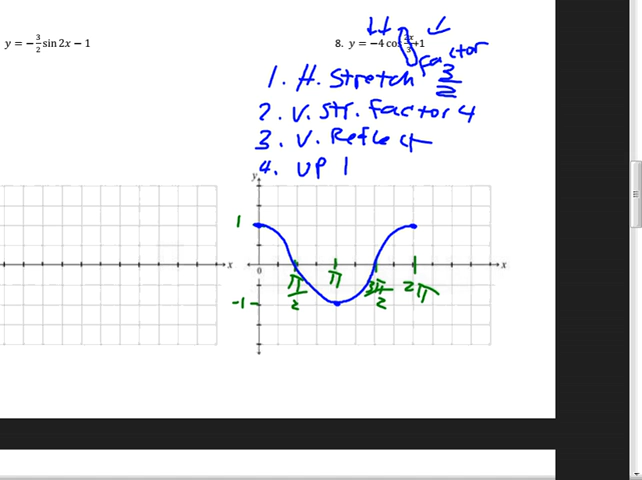 y = −3/2 sin 2x − 1
8. y = −4 cos 2x/3 +1
1. H. Stretch factor 3/2
2. V. Str. Factor 4
3. V. Reflect
4. UP 1
y
1
x
0
x
π/2
π
3π/2
2π
-1